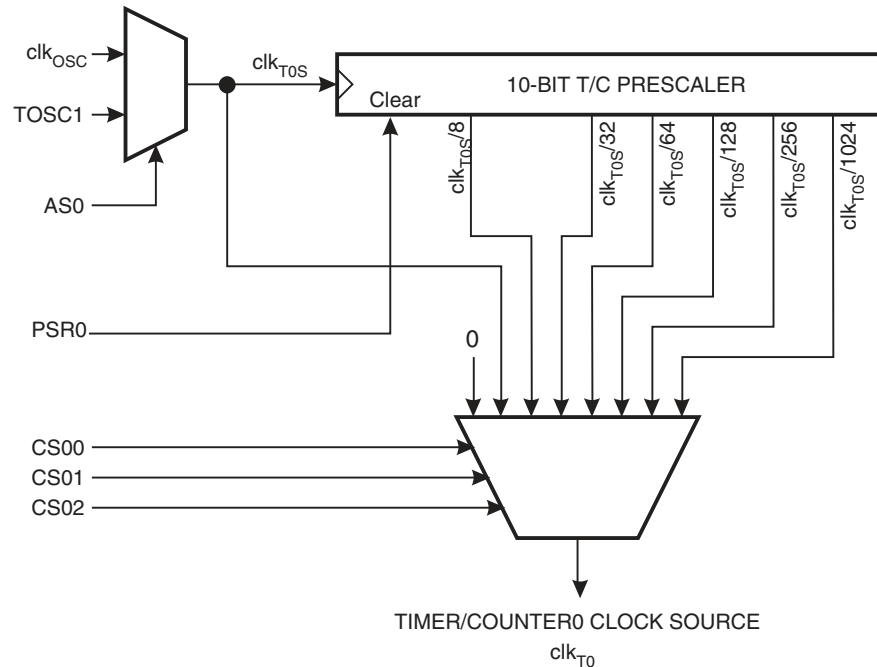 clkOSC
TOSC1
AS0
PSR0
clkT0S
10-BIT T/C PRESCALER
Clear
clkT0S/8
clkT0S/32
clkT0S/64
clkT0S/128
clkT0S/256
clkT0S/1024
0
CS00
CS01
CS02
TIMER/COUNTER0 CLOCK SOURCE
clkT0